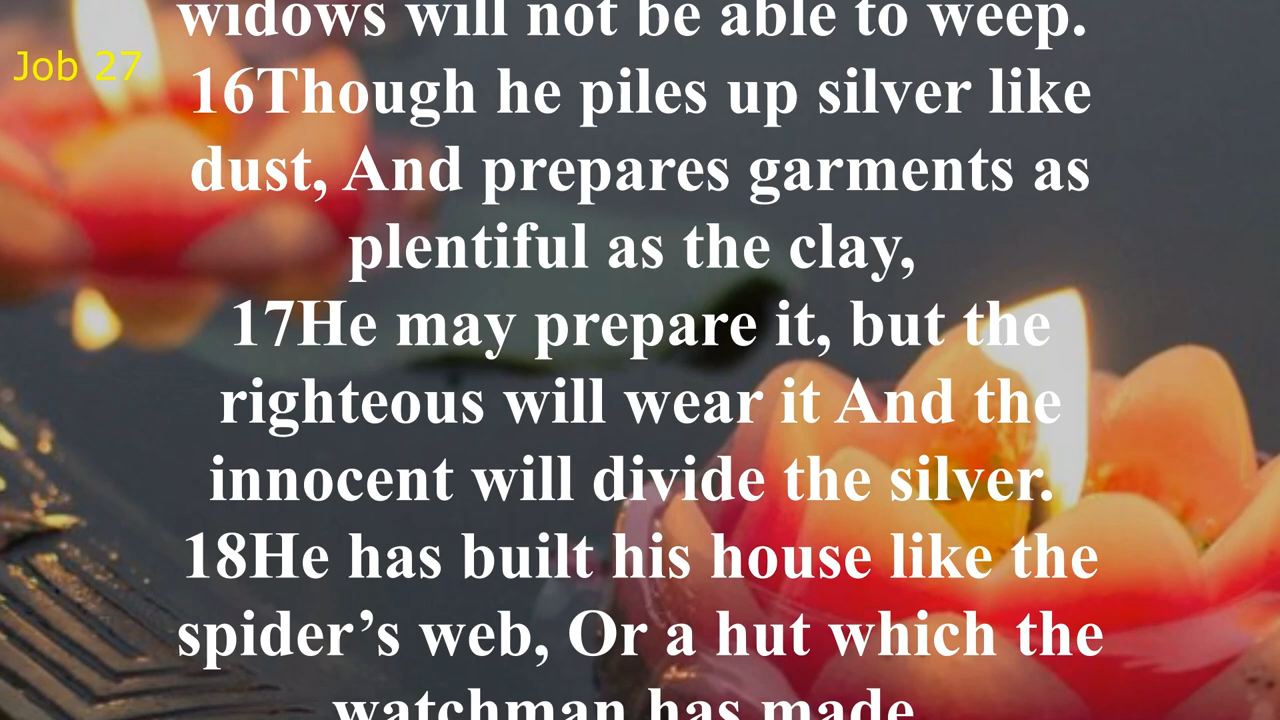 widows will not be able to weep.
Job 27
16Though he piles up silver like
dust, And prepares garments as
plentiful as the clay,
17He may prepare it, but the
righteous will wear it And the
innocent will divide the silver.
18He has built his house like the
spider’s web, Or a hut which the
watchman has made.